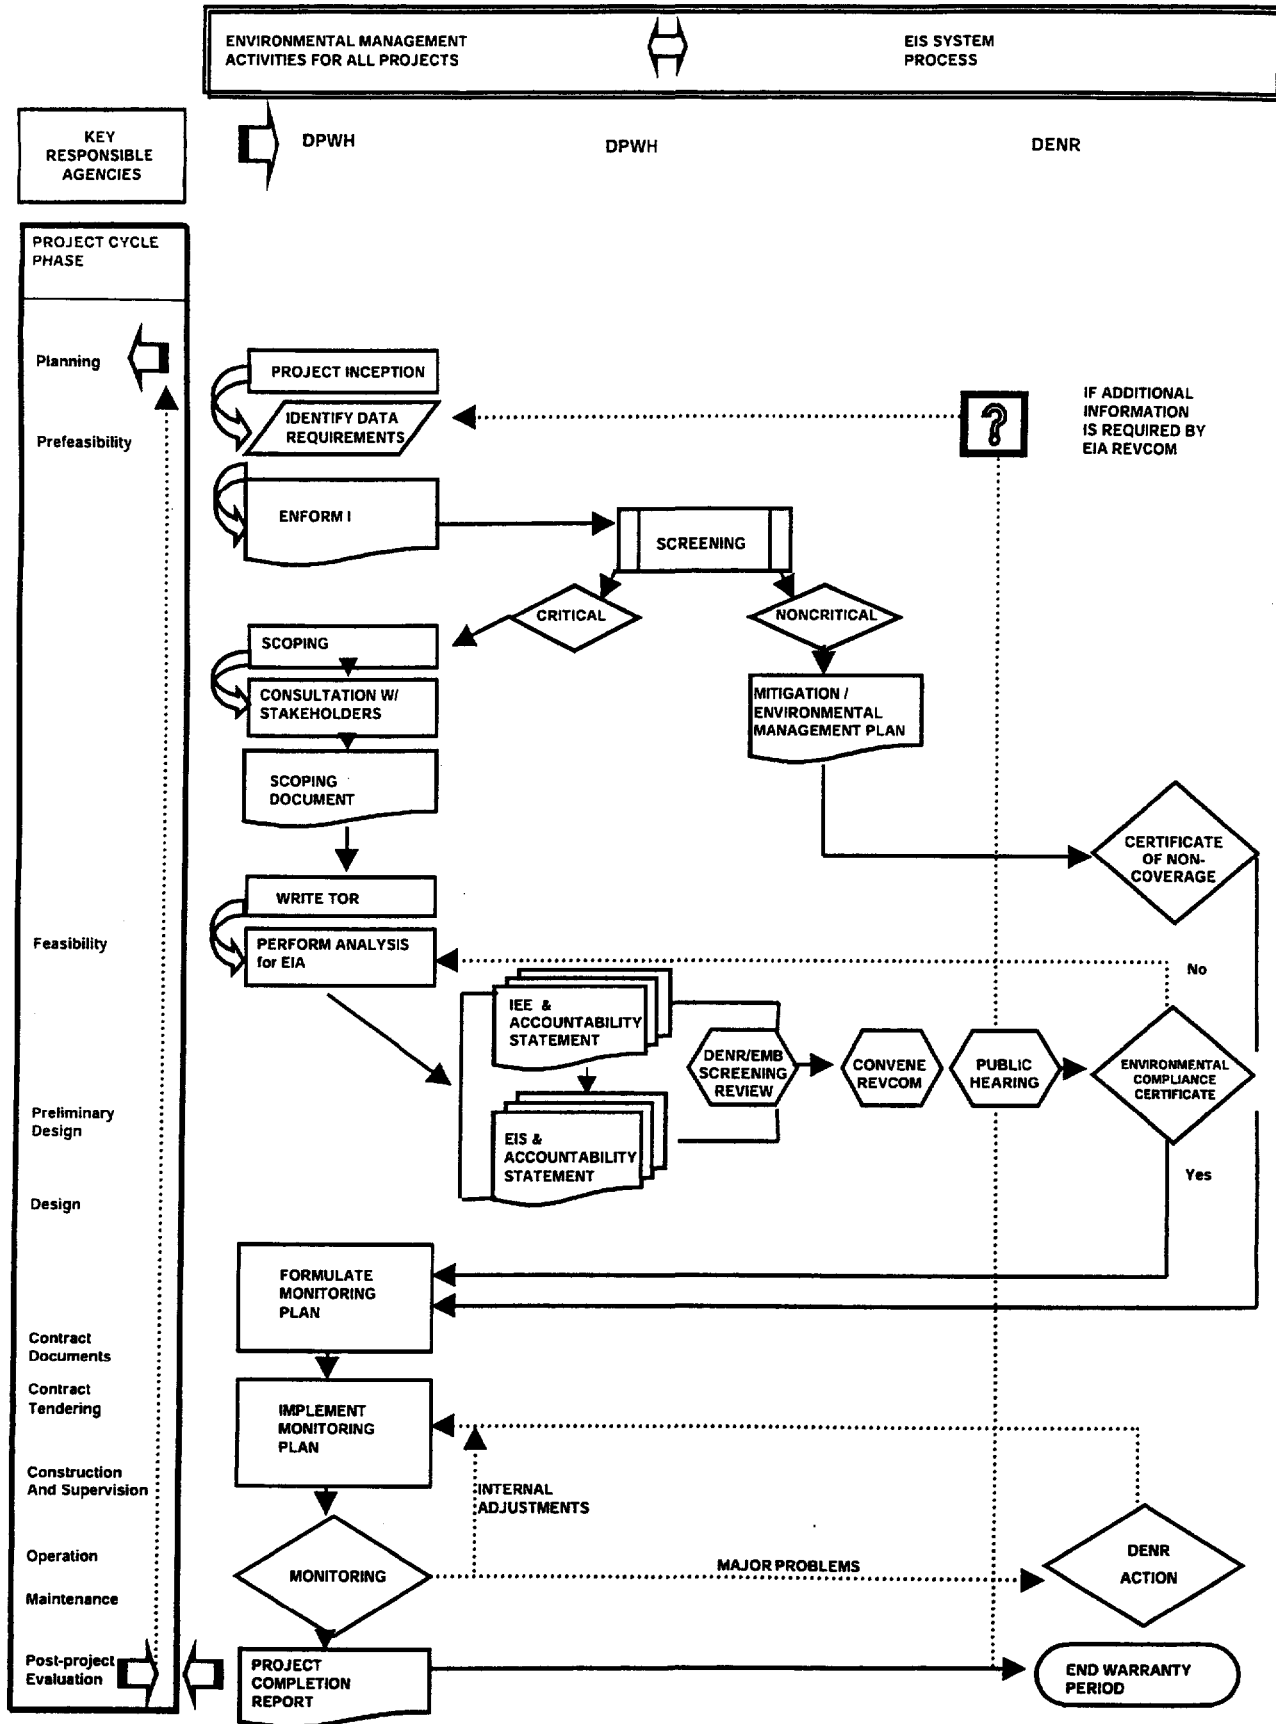 ENVIRONMENTAL MANAGEMENT
ACTIVITIES FOR ALL PROJECTS
EIS SYSTEM
PROCESS
KEY
RESPONSIBLE
AGENCIES
DPWH
DPWH
DENR
PROJECT CYCLE
PHASE
Planning
PROJECT INCEPTION
IDENTIFY DATA
REQUIREMENTS
?
IF ADDITIONAL
INFORMATION
IS REQUIRED BY
EIA REVCOM
Prefeasibility
ENFORM I
SCREENING
CRITICAL
NONCRITICAL
SCOPING
CONSULTATION W/
STAKEHOLDERS
MITIGATION /
ENVIRONMENTAL
MANAGEMENT PLAN
SCOPING
DOCUMENT
CERTIFICATE
OF NON-
COVERAGE
WRITE TOR
Feasibility
PERFORM ANALYSIS
for EIA
No
IEE &
ACCOUNTABILITY
STATEMENT
DENR/EMB
SCREENING
REVIEW
CONVENE
REVCOM
PUBLIC
HEARING
ENVIRONMENTAL
COMPLIANCE
CERTIFICATE
Preliminary
Design
EIS &
ACCOUNTABILITY
STATEMENT
Yes
Design
FORMULATE
MONITORING
PLAN
Contract
Documents
Contract
Tendering
IMPLEMENT
MONITORING
PLAN
Construction
And Supervision
INTERNAL
ADJUSTMENTS
Operation
MONITORING
MAJOR PROBLEMS
DENR
ACTION
Maintenance
Post-project
Evaluation
PROJECT
COMPLETION
REPORT
END WARRANTY
PERIOD